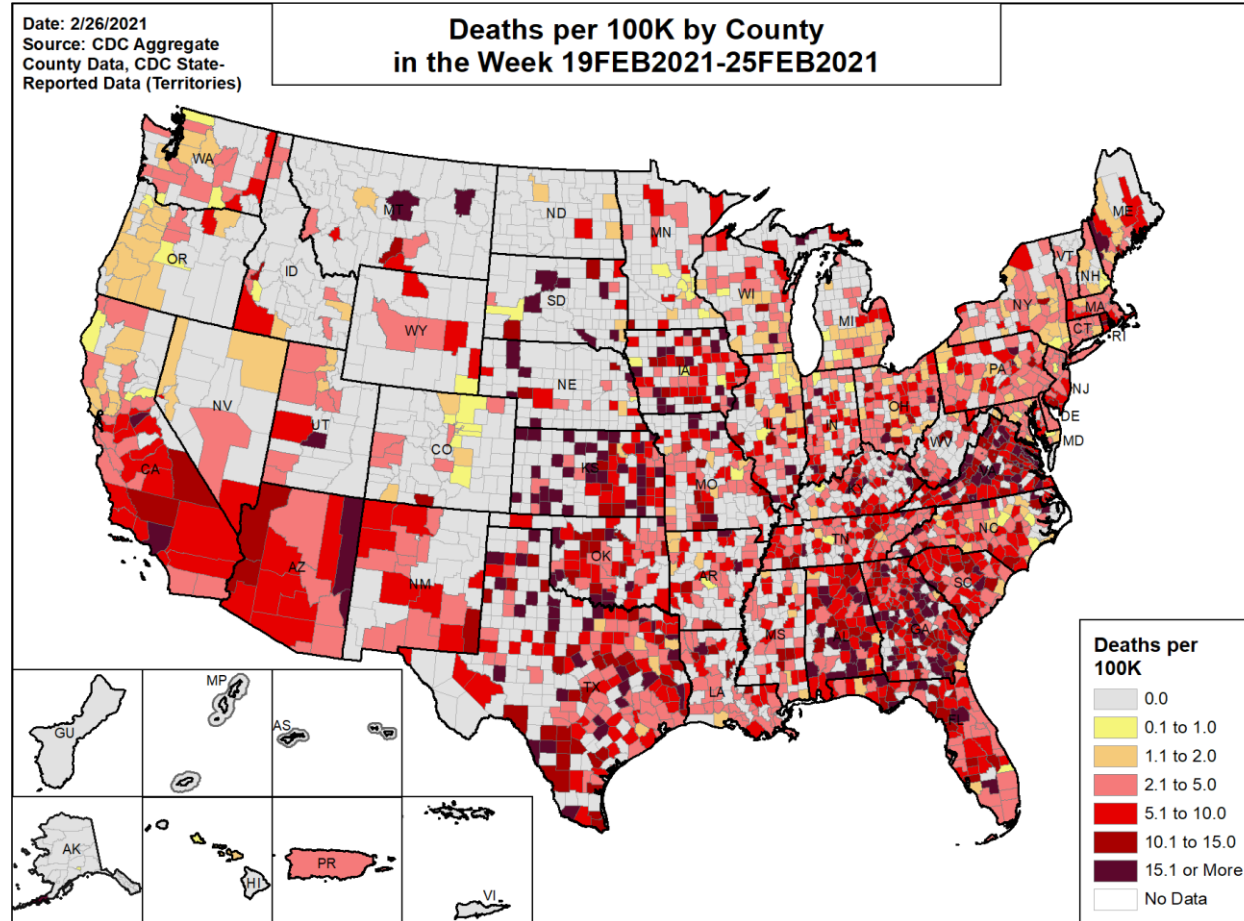 Date: 2/26/2021
Source: CDC Aggregate
County Data, CDC State-
Reported Data (Territories)
Deaths per 100K by County
in the Week 19FEB2021-25FEB2021
WA
MT
ND
MN
ME
OR
ID
SD
WI
MI
VT
NH
NY
MA
CT
RI
WY
IA
NE
PA
NJ
NV
UT
CO
IL
IN
OH
DE
MD
WV
VA
CA
KS
MO
KY
NC
TN
AZ
NM
OK
AR
SC
MS
AL
GA
TX
LA
FL
GU
MP
AS
AK
HI
PR
VI
Deaths per
100K
0.0
0.1 to 1.0
1.1 to 2.0
2.1 to 5.0
5.1 to 10.0
10.1 to 15.0
15.1 or More
No Data